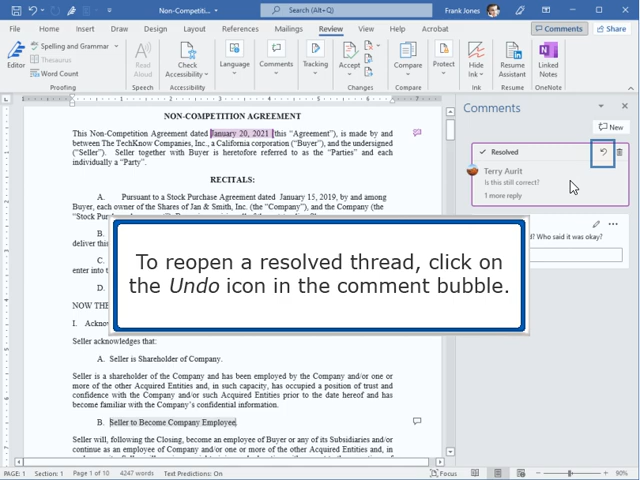 Non-Competiti...
Search (Alt+Q)
Frank Jones
File Home Insert Draw Design Layout References Mailings Review View Help Acrobat Comments Share
Editor
Spelling and Grammar
Thesaurus
Word Count
Proofing
Read Aloud
Speech
Check Accessibility
Accessibility
Language
Comments
Tracking
Accept
Changes
Compare
Compare
Protect
Hide Ink
Ink
Resume Assistant
Resume
Linked Notes
OneNote
NON-COMPETITION AGREEMENT
This Non-Competition Agreement dated January 20, 2021 (this “Agreement”), is made by and
between The TechKnow Companies, Inc., a California corporation (“Buyer”), and the undersigned
(“Seller”). Seller together with Buyer is heretofore referred to as the “Parties” and each
individually a “Party”.
RECITALS:
A. Pursuant to a Stock Purchase Agreement dated January 15, 2019, by and among
Buyer, each owner of the Shares of Jan & Smith, Inc. (the “Company”), and the Company (the
“Stock Pur
B.
deliver this
C.
enter into t
D.
NOW THE
I. Acknow
Seller acknowledges that:
A. Seller is Shareholder of Company.
Seller is a shareholder of the Company and has been employed by the Company and/or one or
more of the other Acquired Entities and, in such capacity, has occupied a position of trust and
confidence with the Company and/or one or more such Acquired Entities prior to the date hereof and has
become familiar with the Company’s confidential information.
B. Seller to Become Company Employee.
Seller will, following the Closing, become an employee of Buyer or any of its Subsidiaries and/or
continue as an employee of Company and/or one or more of the other Acquired Entities and, in
Comments
New
Resolved
Terry Aurit
Is this still correct?
1 more reply
d? Who said it was okay?
To reopen a resolved thread, click on
the Undo icon in the comment bubble.
PAGE: 1 Section: 1 Page 1 of 10 4247 words Text Predictions: On Focus 90%